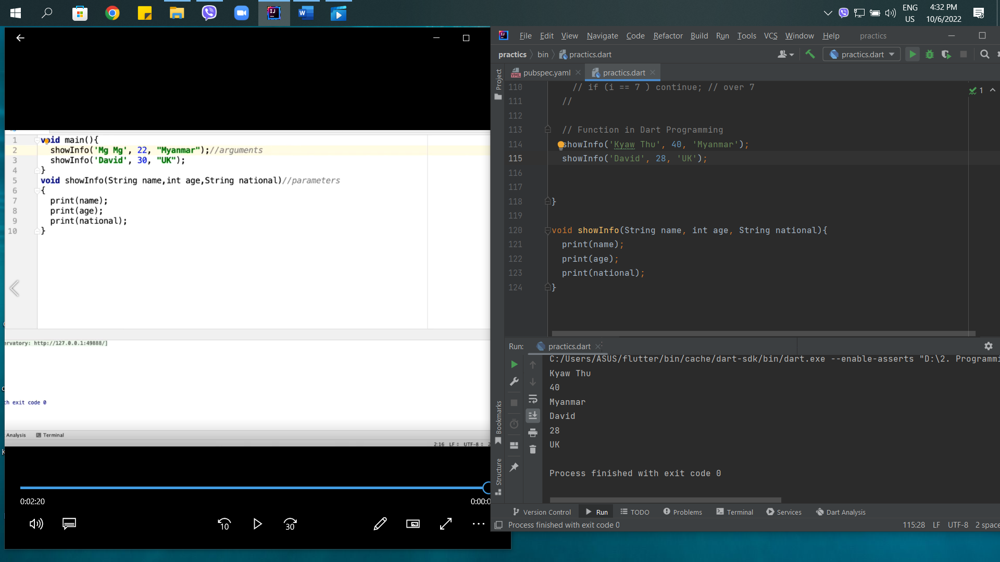 ENG
US
4:32 PM
10/6/2022
File Edit View Navigate Code Refactor Build Run Tools VCS Window Help practics
practics bin practics.dart
practics.dart
Project
pubspec.yaml practics.dart
110 // if (i == 7 ) continue; // over 7
111 //
112
113 // Function in Dart Programming
114 showInfo('Kyaw Thu', 40, 'Myanmar');
115 showInfo('David', 28, 'UK');
116
117
118 }
119
120 void showInfo(String name, int age, String national){
121 print(name);
122 print(age);
123 print(national);
124 }
1
1 void main(){
2 showInfo('Mg Mg', 22, "Myanmar");//arguments
3 showInfo('David', 30, "UK");
4 }
5 void showInfo(String name,int age,String national)//parameters
6 {
7 print(name);
8 print(age);
9 print(national);
10 }
ervatory: http://127.0.0.1:49888/]
th exit code 0
Analysis Terminal
2:16 LF UTF-8 2
0:02:20
0:00:0
10
30
Run: practics.dart
C:/Users/ASUS/flutter/bin/cache/dart-sdk/bin/dart.exe --enable-asserts "D:\2. Programmi
Kyaw Thu
40
Myanmar
David
28
UK
Process finished with exit code 0
Bookmarks
Structure
Version Control Run TODO Problems Terminal Services Dart Analysis
Process finished with exit code 0
115:28 LF UTF-8 2 space